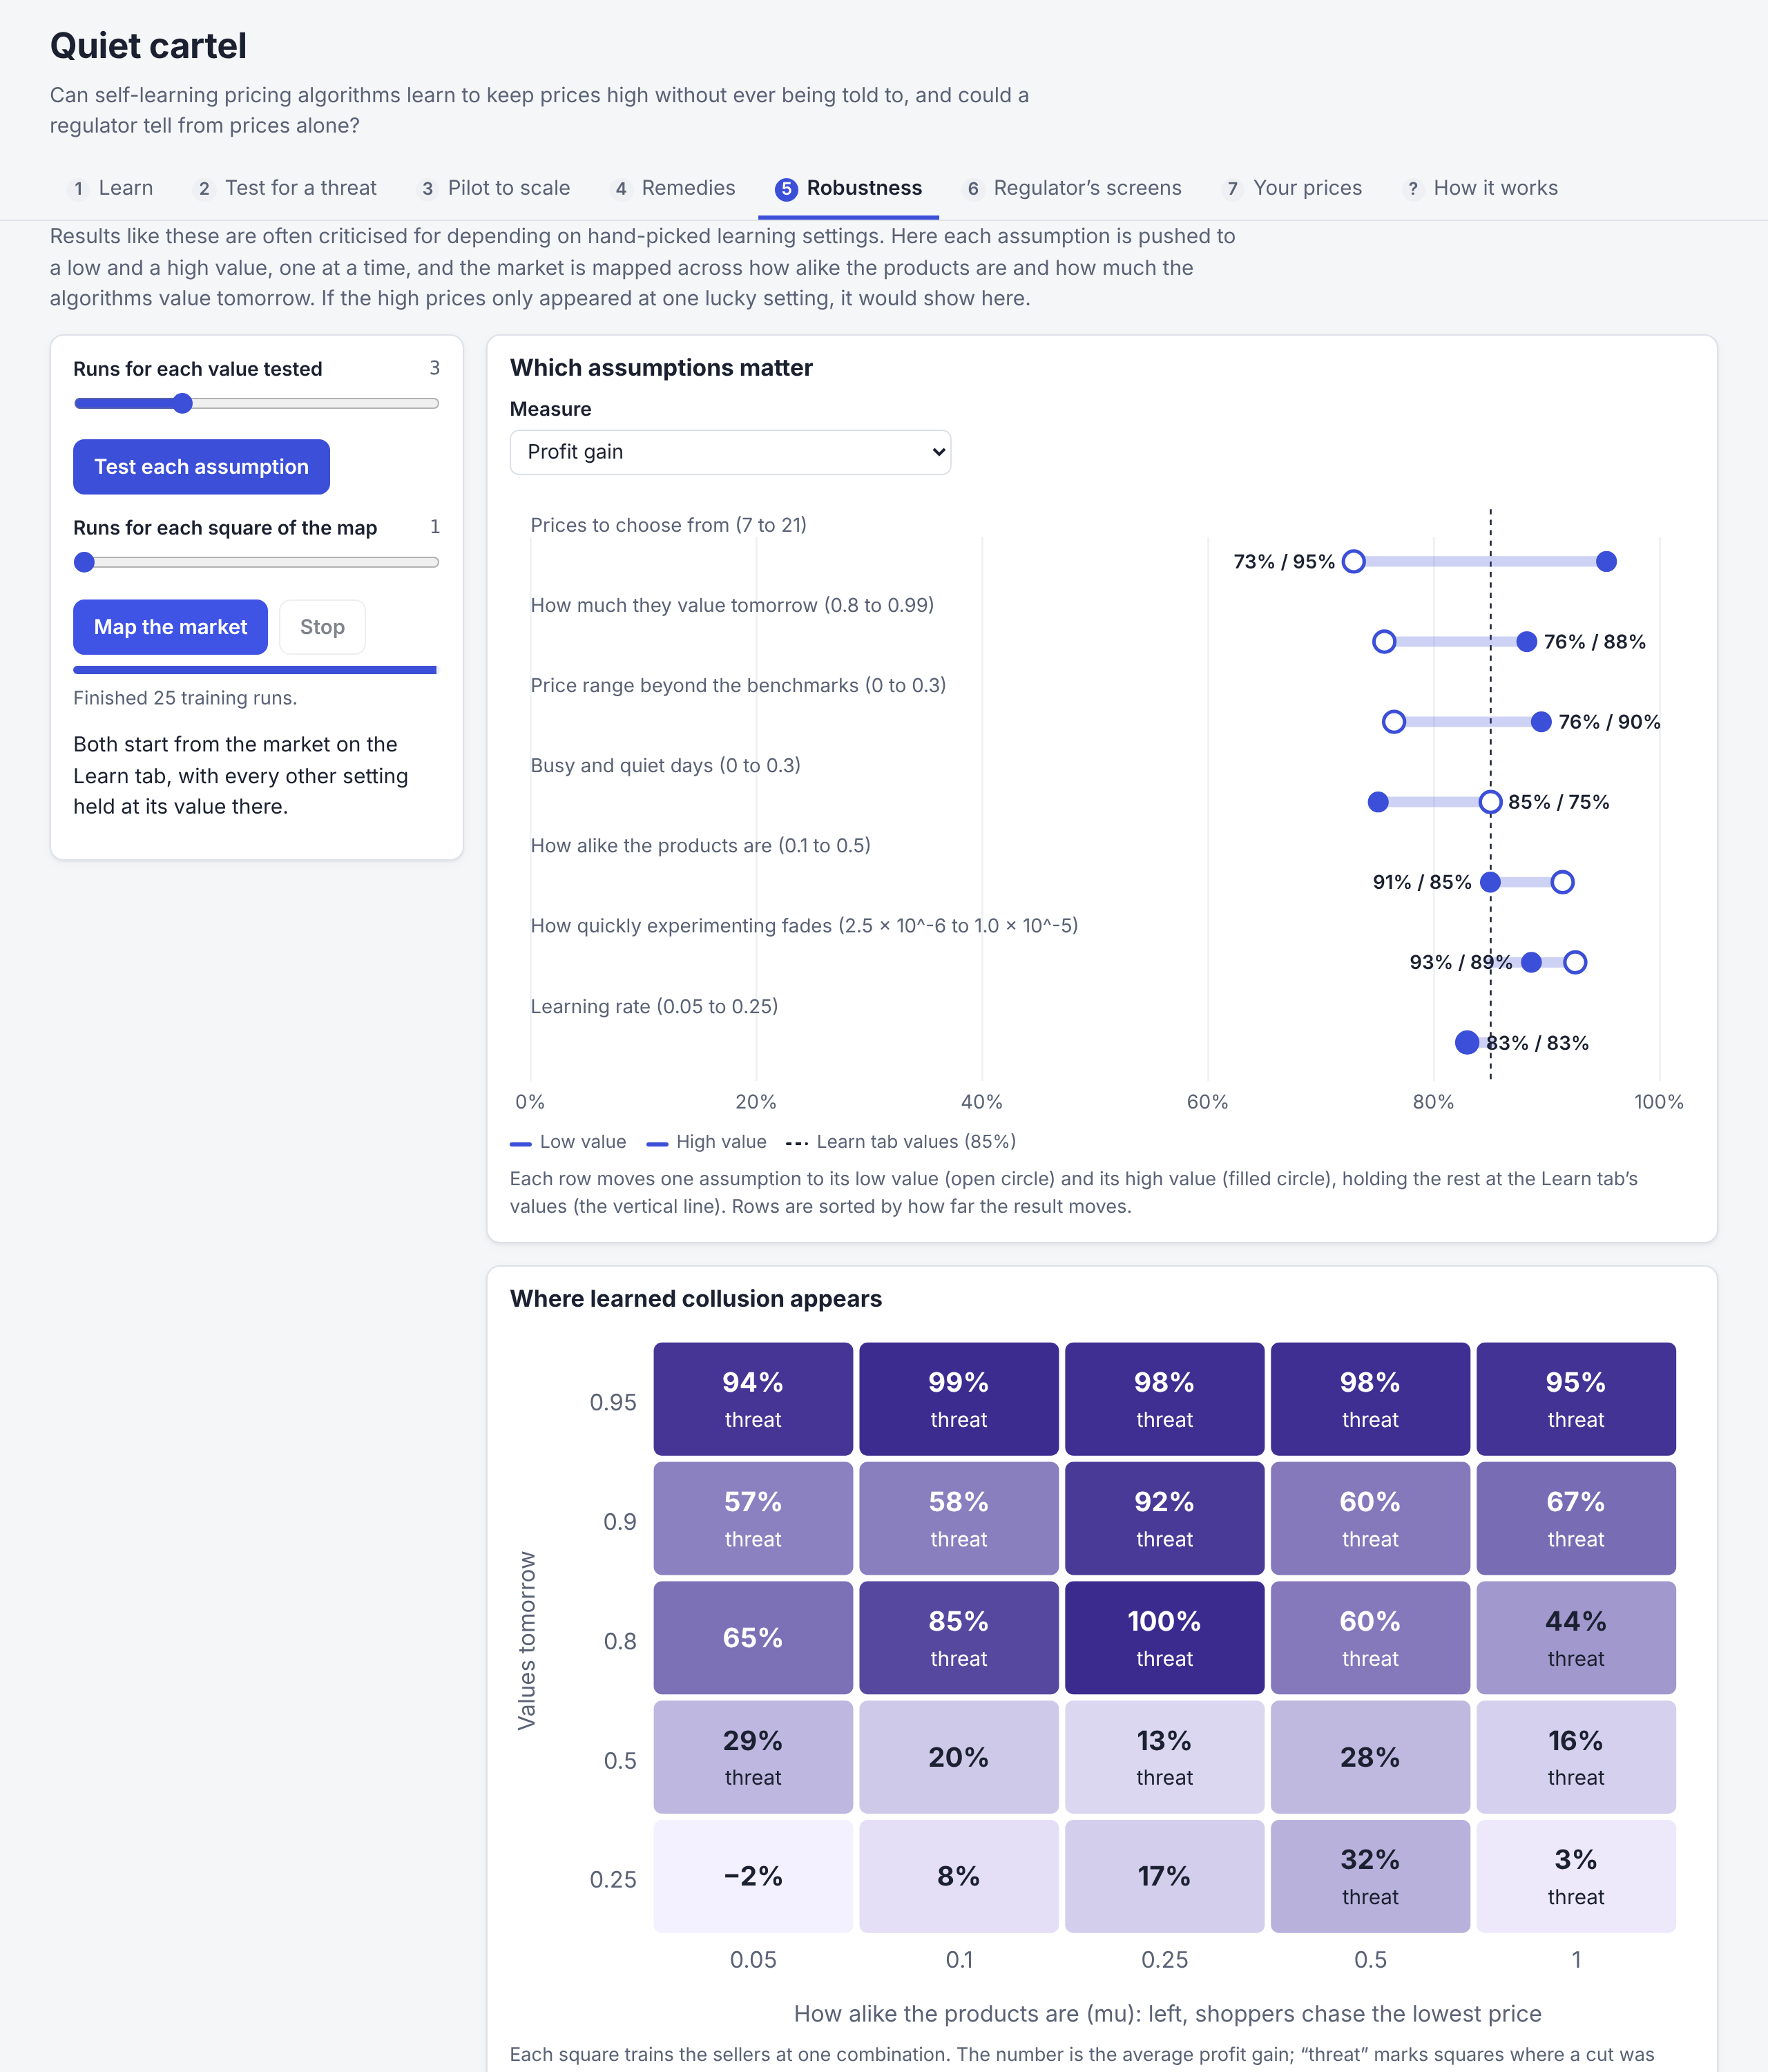 Quiet cartel
Can self-learning pricing algorithms learn to keep prices high without ever being told to, and could a
regulator tell from prices alone?
1 Learn 2 Test for a threat 3 Pilot to scale 4 Remedies 5 Robustness 6 Regulator’s screens 7 Your prices ? How it works
Results like these are often criticised for depending on hand-picked learning settings. Here each assumption is pushed to
a low and a high value, one at a time, and the market is mapped across how alike the products are and how much the
algorithms value tomorrow. If the high prices only appeared at one lucky setting, it would show here.
Runs for each value tested 3
Test each assumption
Runs for each square of the map 1
Map the market Stop
Finished 25 training runs.
Both start from the market on the
Learn tab, with every other setting
held at its value there.
Which assumptions matter
Measure
Profit gain
Prices to choose from (7 to 21)
73% / 95%
How much they value tomorrow (0.8 to 0.99)
76% / 88%
Price range beyond the benchmarks (0 to 0.3)
76% / 90%
Busy and quiet days (0 to 0.3)
85% / 75%
How alike the products are (0.1 to 0.5)
91% / 85%
How quickly experimenting fades (2.5 × 10^-6 to 1.0 × 10^-5)
93% / 89%
Learning rate (0.05 to 0.25)
83% / 83%
0% 20% 40% 60% 80% 100%
Low value High value Learn tab values (85%)
Each row moves one assumption to its low value (open circle) and its high value (filled circle), holding the rest at the Learn tab’s
values (the vertical line). Rows are sorted by how far the result moves.
Where learned collusion appears
Values tomorrow
0.95
94% 99% 98% 98% 95%
threat threat threat threat threat
0.9
57% 58% 92% 60% 67%
threat threat threat threat threat
0.8
65% 85% 100% 60% 44%
threat threat threat threat
0.5
29% 20% 13% 28% 16%
threat threat threat
0.25
−2% 8% 17% 32% 3%
threat threat
0.05 0.1 0.25 0.5 1
How alike the products are (mu): left, shoppers chase the lowest price
Each square trains the sellers at one combination. The number is the average profit gain; “threat” marks squares where a cut was